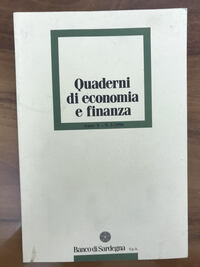 Quaderni
di economia
e finanza
Banco di Sardegna S.p.A.